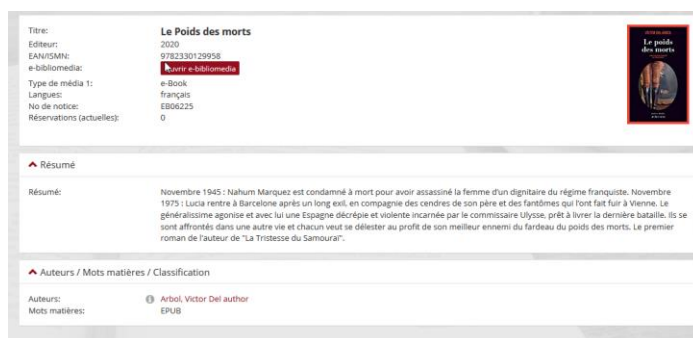 Titre: Le Poids des morts
Editeur: 2020
EAN/ISMN: 9782330129958
e-bibliomedia: ouvrir e-bibliomedia
Type de média 1: e-Book
Langues: français
No de notice: EB06225
Réservations (actuelles): 0
Le poids
des morts
Résumé
Résumé: Novembre 1945 : Nahum Marquez est condamné à mort pour avoir assassiné la femme d'un dignitaire du régime franquiste. Novembre
1975 : Lucia rentre à Barcelone après un long exil, en compagnie des cendres de son père et des fantômes qui l'ont fait fuir à Vienne. Le
généralissime agonise et avec lui une Espagne décrépie et violente incarnée par le commissaire Ulysse, prêt à livrer la dernière bataille. Ils se
sont affrontés dans une autre vie et chacun veut se délester au profit de son meilleur ennemi du fardeau du poids des morts. Le premier
roman de l'auteur de "La Tristesse du Samouraï".
Auteurs / Mots matières / Classification
Auteurs: Arbol, Victor Del author
Mots matières: EPUB